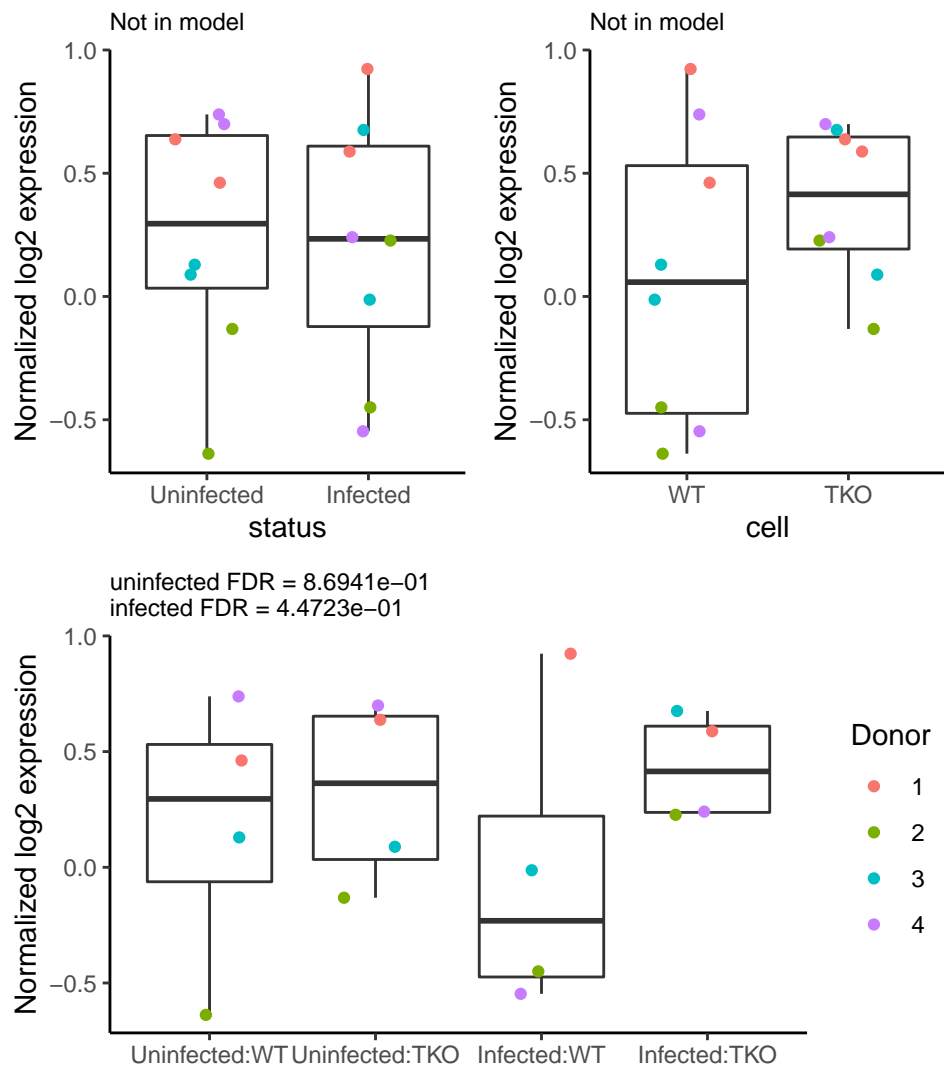 Not in model
Normalized log2 expression
1.0
0.5
0.0
−0.5
Uninfected
Infected
status
Not in model
Normalized log2 expression
1.0
0.5
0.0
−0.5
WT
TKO
cell
uninfected FDR = 8.6941e−01
infected FDR = 4.4723e−01
Normalized log2 expression
1.0
0.5
0.0
−0.5
Uninfected:WT
Uninfected:TKO
Infected:WT
Infected:TKO
Donor
1
2
3
4